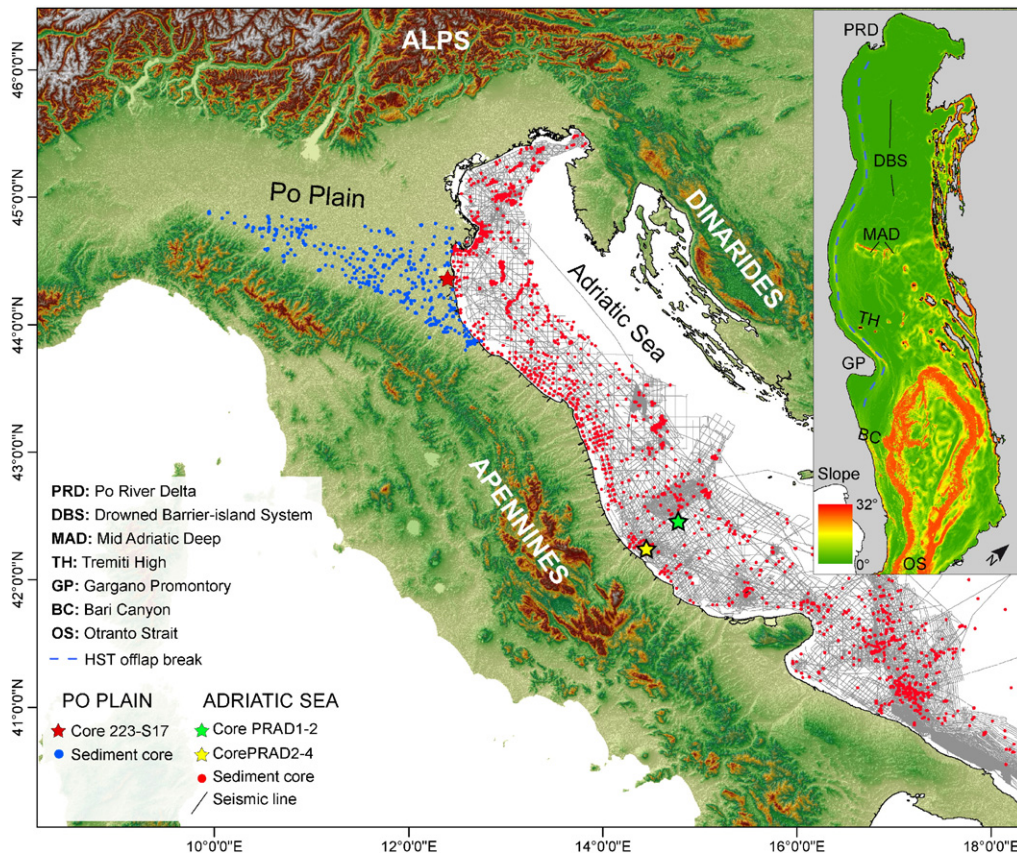 ALPS
Po Plain
DINARIDES
Adriatic Sea
APENNINES
46°0'0"N
45°0'0"N
44°0'0"N
43°0'0"N
42°0'0"N
41°0'0"N
10°0'0"E
12°0'0"E
14°0'0"E
16°0'0"E
18°0'0"E
PRD: Po River Delta
DBS: Drowned Barrier-island System
MAD: Mid Adriatic Deep
TH: Tremiti High
GP: Gargano Promontory
BC: Bari Canyon
OS: Otranto Strait
HST offlap break
PO PLAIN
Core 223-S17
Sediment core
ADRIATIC SEA
Core PRAD1-2
CorePRAD2-4
Sediment core
Seismic line
PRD
DBS
MAD
TH
GP
BC
OS
Slope
32°
0°
N